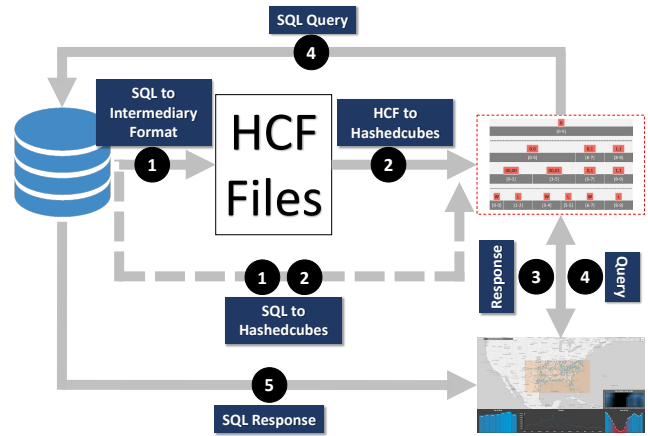 SQL Query
4
SQL to
Intermediary
Format
HCF
Files
HCF to
Hashedcubes
1
2
1
2
SQL to
Hashedcubes
Response
3
4
Query
5
SQL Response